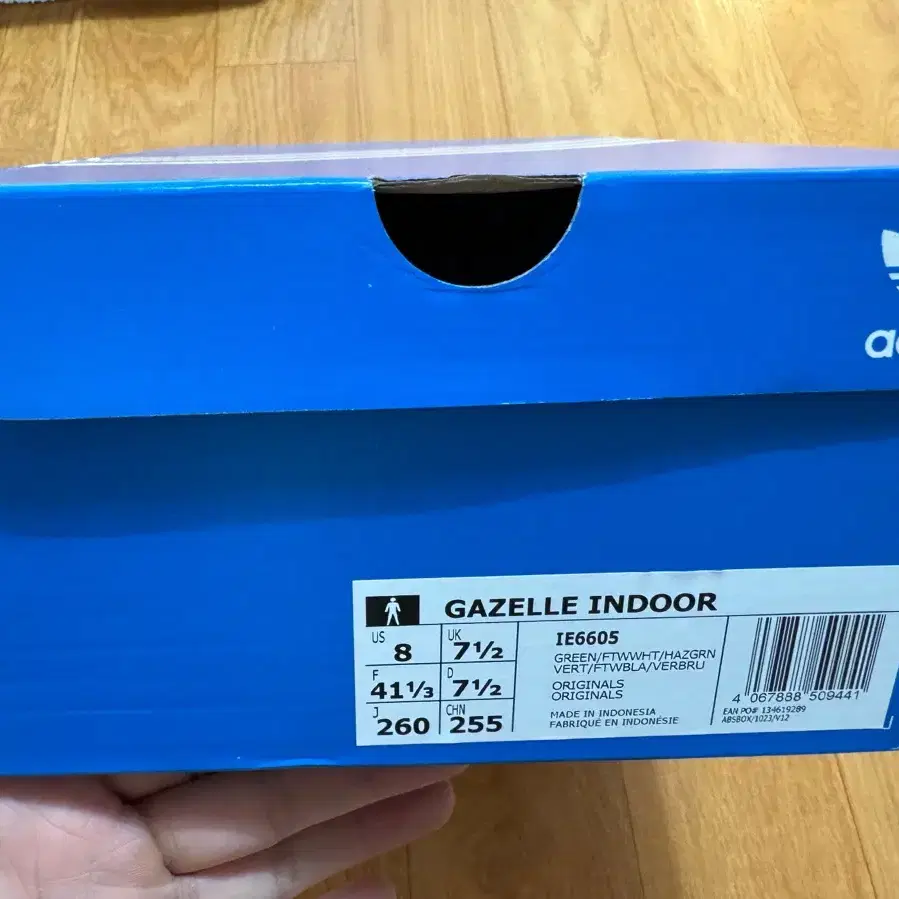 GAZELLE INDOOR
US 8
UK 7½
F 41⅓
D 7½
J 260
CHN 255
IE6605
GREEN/FTWWHT/HAZGRN
VERT/FTWBLA/VERBRU
ORIGINALS
ORIGINALS
MADE IN INDONESIA
FABRIQUÉ EN INDONÉSIE
4 067888 509441
EAN PO# 134619289
ABSBOX/1023/V12